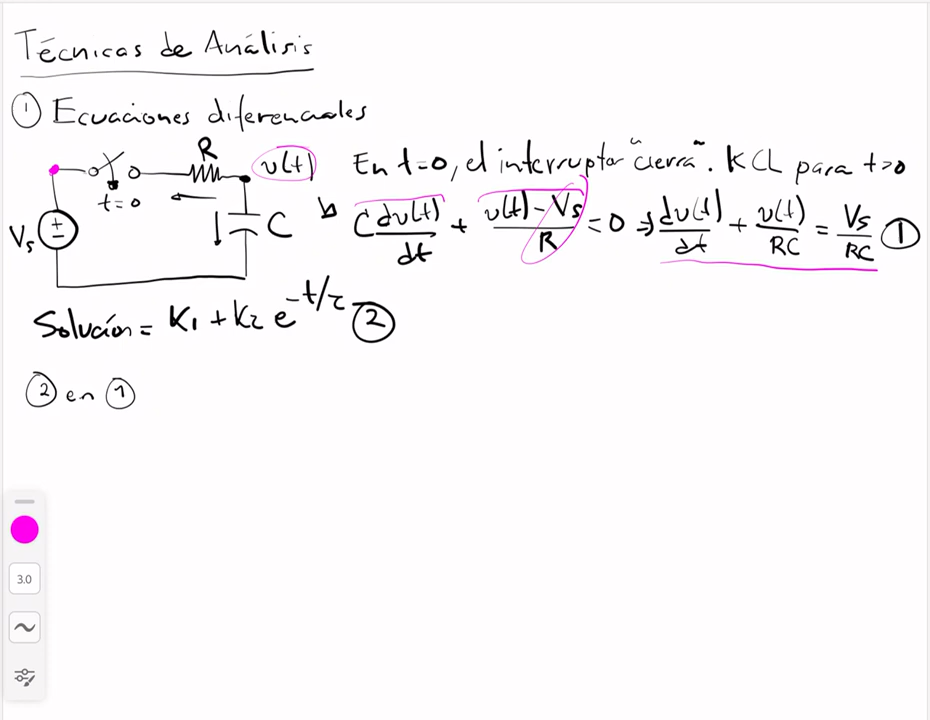 Técnicas de Análisis
① Ecuaciones diferenciales
R
v(t)
t=0
Vs
C
En t=0, el interruptor "cierra". KCL para t>0
↳ C dv(t)/dt + v(t) - Vs/R = 0 → dv(t)/dt + v(t)/RC = Vs/RC ①
Solución = K1 + K2 e^-t/τ ②
② en ①
3.0